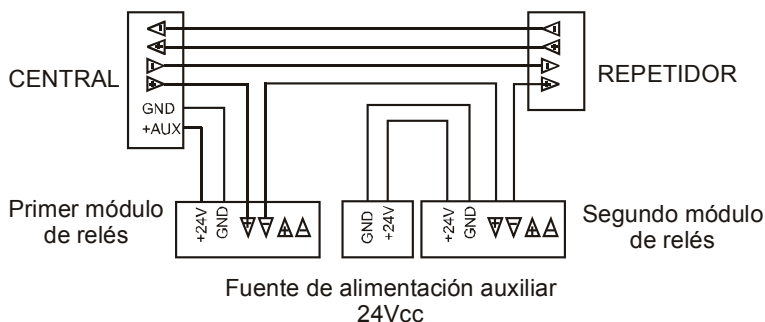 CENTRAL
REPETIDOR
GND
+AUX
Primer módulo
de relés
+24V
GND
GND
+24V
+24V
GND
Segundo módulo
de relés
Fuente de alimentación auxiliar
24Vcc